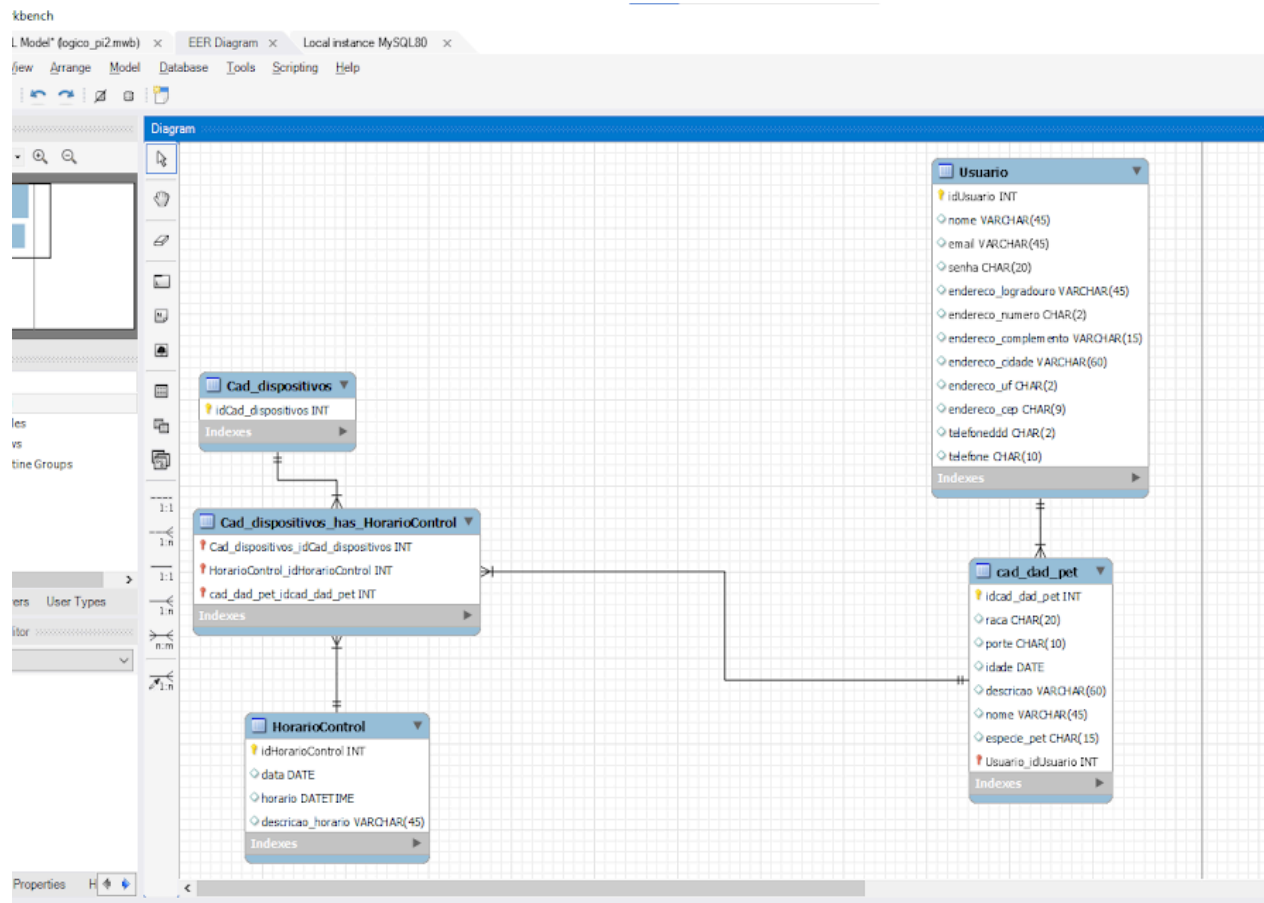 kbench
L Model* (logico_pi2.mwb) × EER Diagram × Local instance MySQL80 ×
View Arrange Model Database Tools Scripting Help
Diagram
Usuario
idUsuario INT
nome VARCHAR(45)
email VARCHAR(45)
senha CHAR(20)
endereco_logradouro VARCHAR(45)
endereco_numero CHAR(2)
endereco_complemento VARCHAR(15)
endereco_cidade VARCHAR(60)
endereco_uf CHAR(2)
endereco_cep CHAR(9)
telefoneddd CHAR(2)
telefone CHAR(10)
Indexes
Cad_dispositivos
idCad_dispositivos INT
Indexes
les
ws
tine Groups
1:1
1:n
1:1
1:n
n:m
1:n
Cad_dispositivos_has_HorarioControl
Cad_dispositivos_idCad_dispositivos INT
HorarioControl_idHorarioControl INT
cad_dad_pet_idcad_dad_pet INT
Indexes
cad_dad_pet
idcad_dad_pet INT
raca CHAR(20)
porte CHAR(10)
idade DATE
descricao VARCHAR(60)
nome VARCHAR(45)
especie_pet CHAR(15)
Usuario_idUsuario INT
Indexes
ers User Types
itor
HorarioControl
idHorarioControl INT
data DATE
horario DATETIME
descricao_horario VARCHAR(45)
Indexes
Properties H